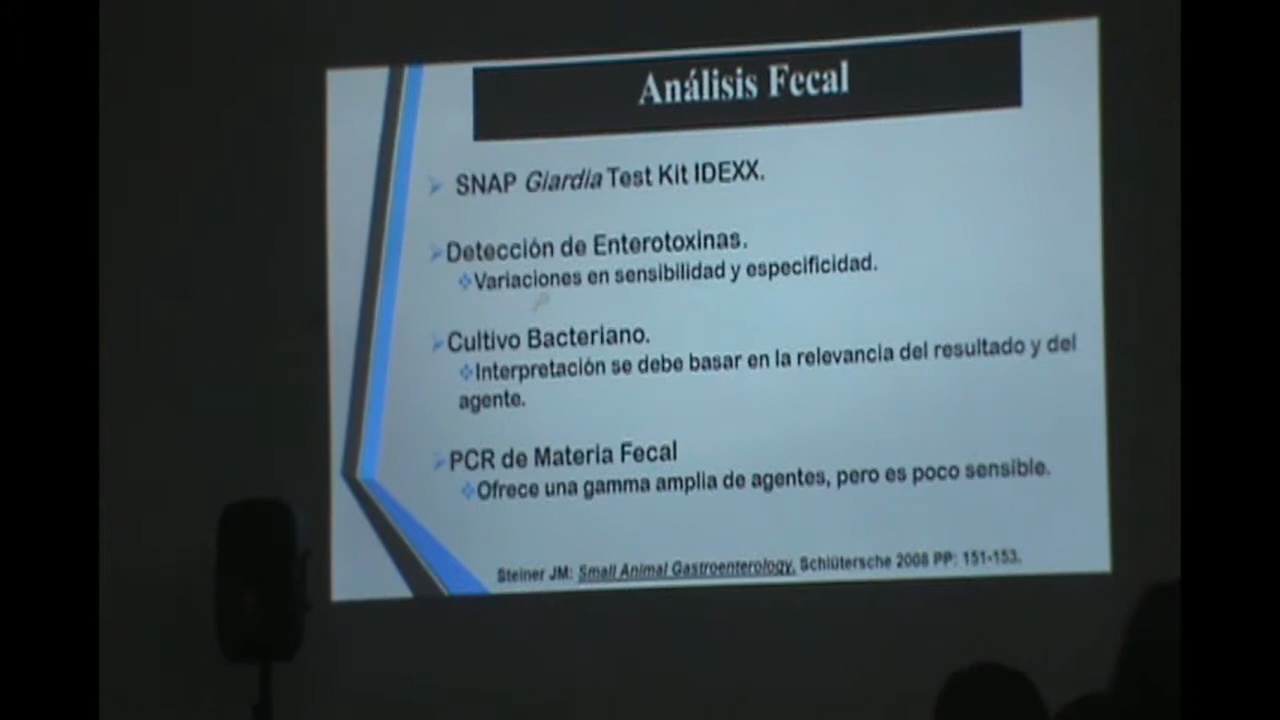 Análisis Fecal
SNAP Giardia Test Kit IDEXX.
Detección de Enterotoxinas.
Variaciones en sensibilidad y especificidad.
Cultivo Bacteriano.
Interpretación se debe basar en la relevancia del resultado y del
agente.
PCR de Materia Fecal
Ofrece una gamma amplia de agentes, pero es poco sensible.
Steiner JM: Small Animal Gastroenterology, Schlütersche 2008 PP: 151-153.